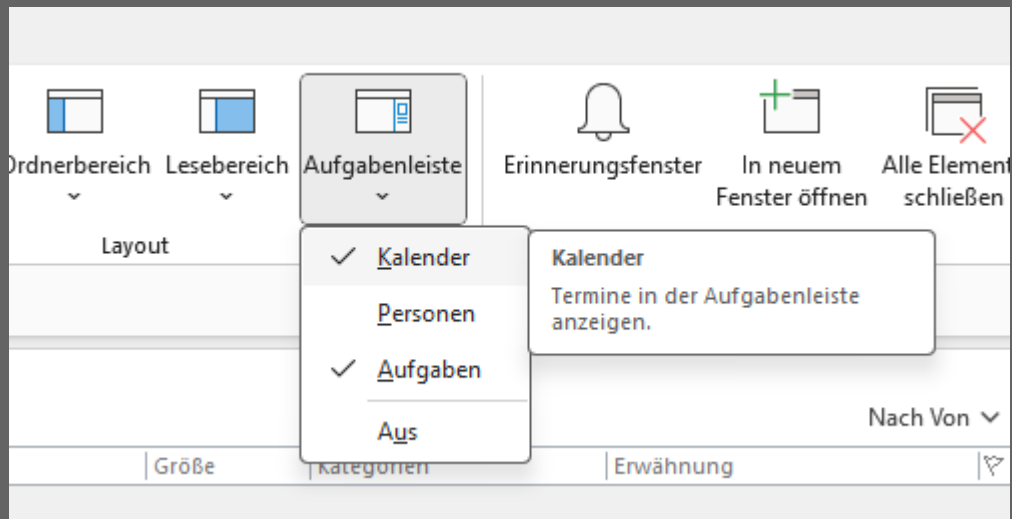 Ordnerbereich Lesebereich Aufgabenleiste Erinnerungsfenster In neuem Fenster öffnen Alle Element schließen
Layout
Kalender
Personen
Aufgaben
Aus
Kalender
Termine in der Aufgabenleiste
anzeigen.
Nach Von
Größe Kategorien Erwähnung